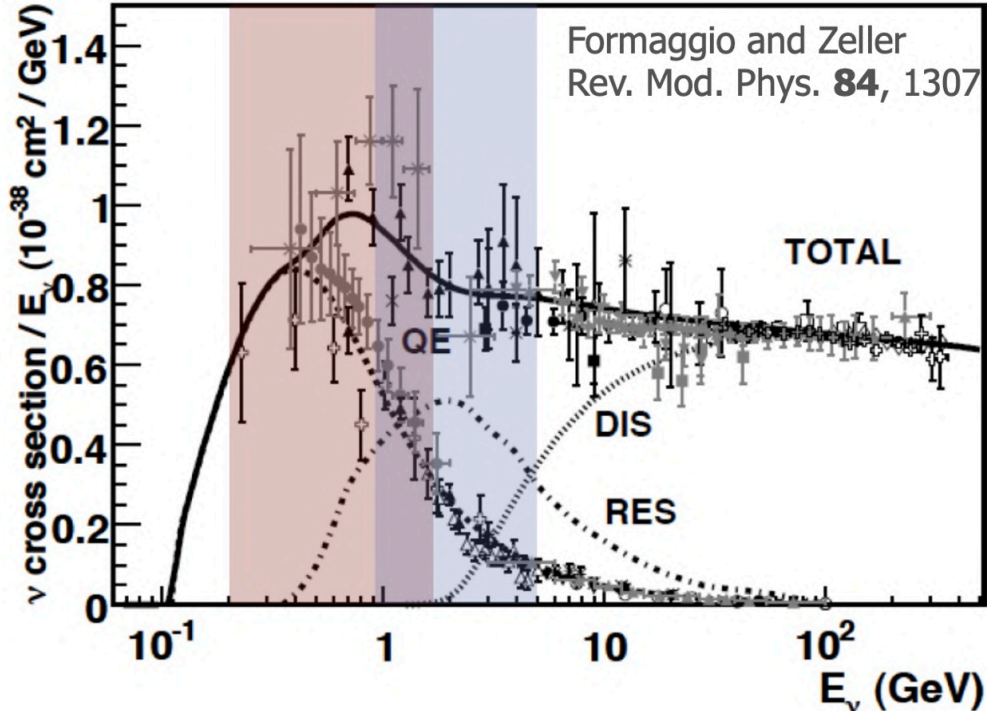 Formaggio and Zeller
Rev. Mod. Phys. 84, 1307
ν cross section / Eν (10⁻³⁸ cm² / GeV)
1.4
1.2
1
0.8
0.6
0.4
0.2
0
TOTAL
QE
DIS
RES
10⁻¹
1
10
10²
Eν (GeV)